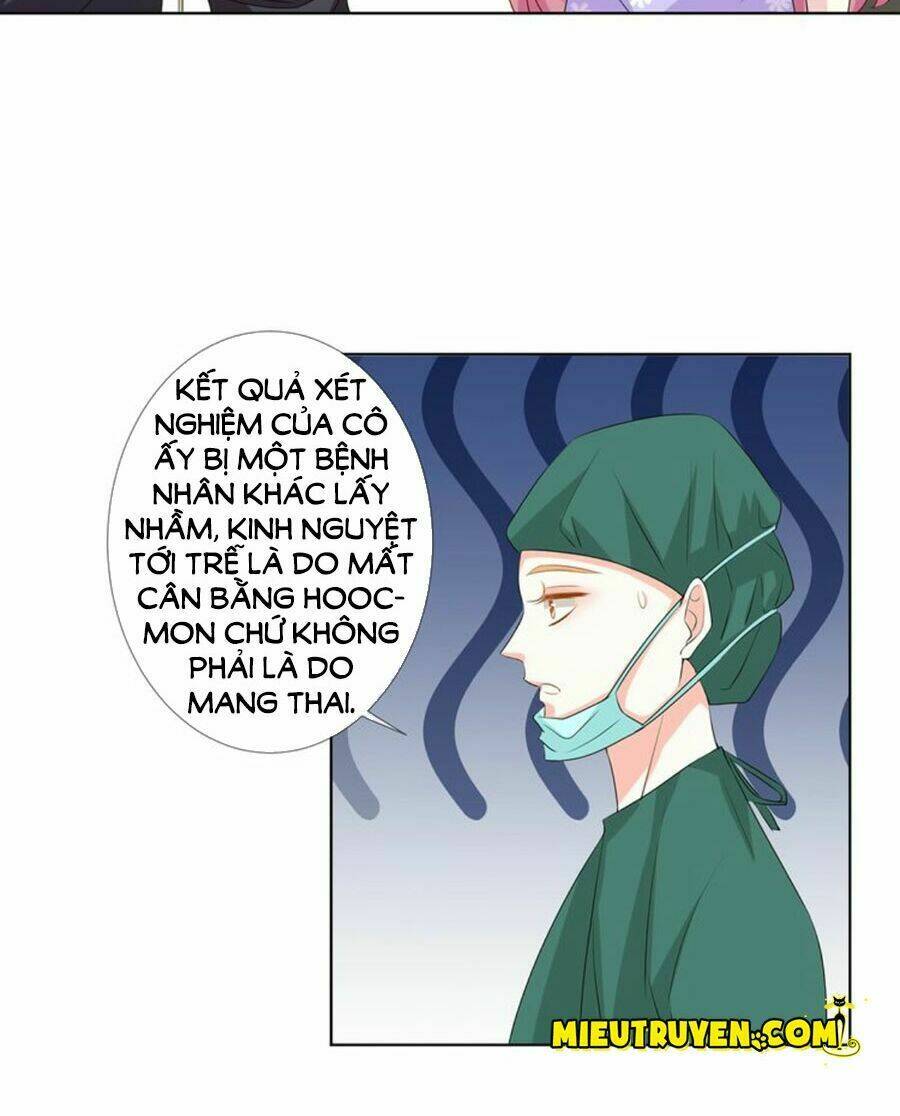 KẾT QUẢ XÉT
NGHIỆM CỦA CÔ
ẤY BỊ MỘT BỆNH
NHÂN KHÁC LẤY
NHẦM, KINH NGUYỆT
TỚI TRỄ LÀ DO MẤT
CÂN BẰNG HOOC-
MON CHỨ KHÔNG
PHẢI LÀ DO
MANG THAI.
MIEUTRUYEN.COM